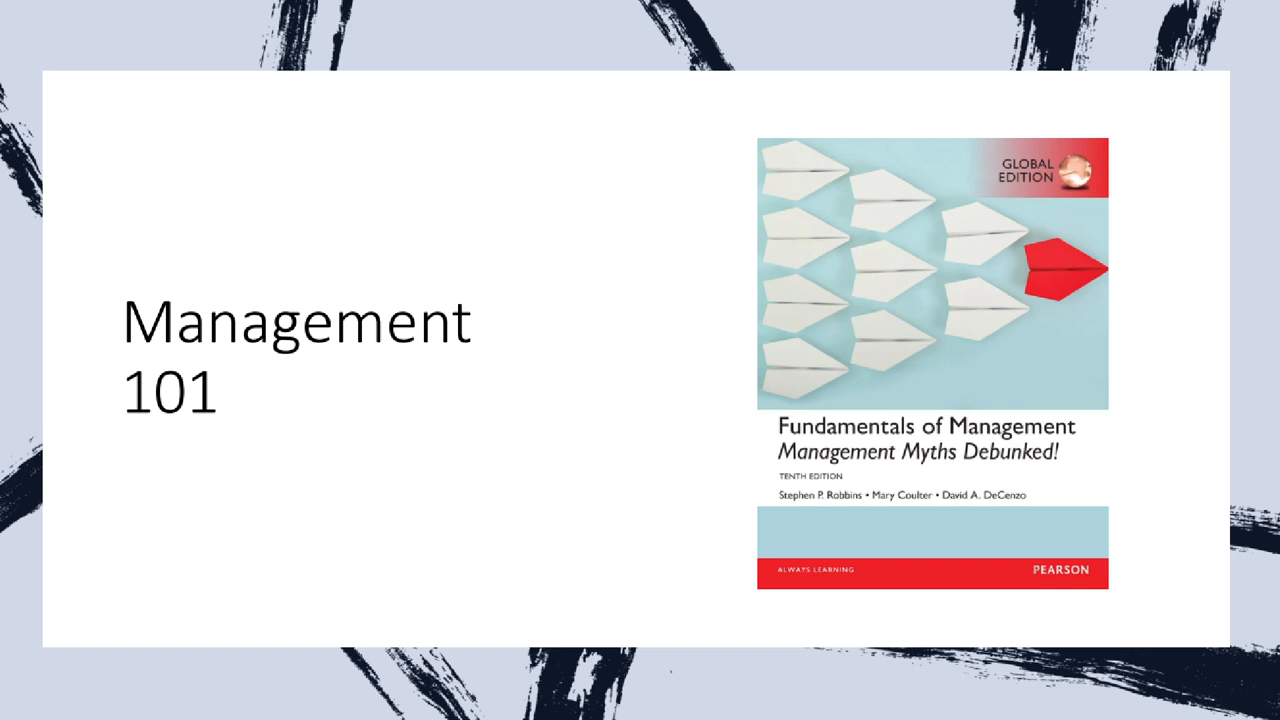 Management
101
GLOBAL
EDITION
Fundamentals of Management
Management Myths Debunked!
TENTH EDITION
Stephen P. Robbins • Mary Coulter • David A. DeCenzo
ALWAYS LEARNING
PEARSON